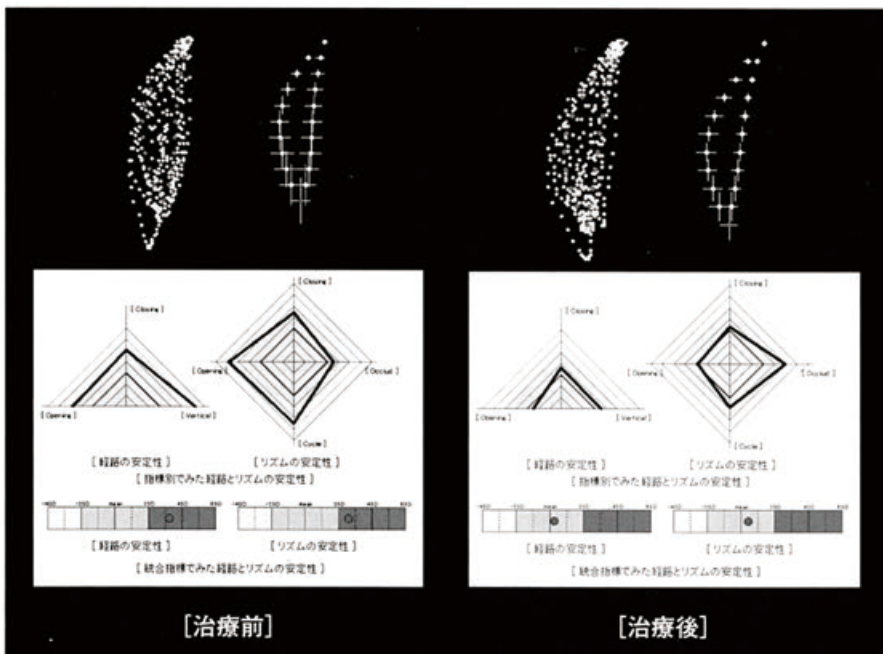 [Closing]
[Opening]
[Vertical]
[Closing]
[Opening]
[Occlusal]
[Cycle]
[経路の安定性]
[リズムの安定性]
[指標別でみた経路とリズムの安定性]
mean
mean
[経路の安定性]
[リズムの安定性]
[統合指標でみた経路とリズムの安定性]
[治療前]
[Closing]
[Opening]
[Vertical]
[Closing]
[Opening]
[Occlusal]
[Cycle]
[経路の安定性]
[リズムの安定性]
[指標別でみた経路とリズムの安定性]
mean
mean
[経路の安定性]
[リズムの安定性]
[統合指標でみた経路とリズムの安定性]
[治療後]